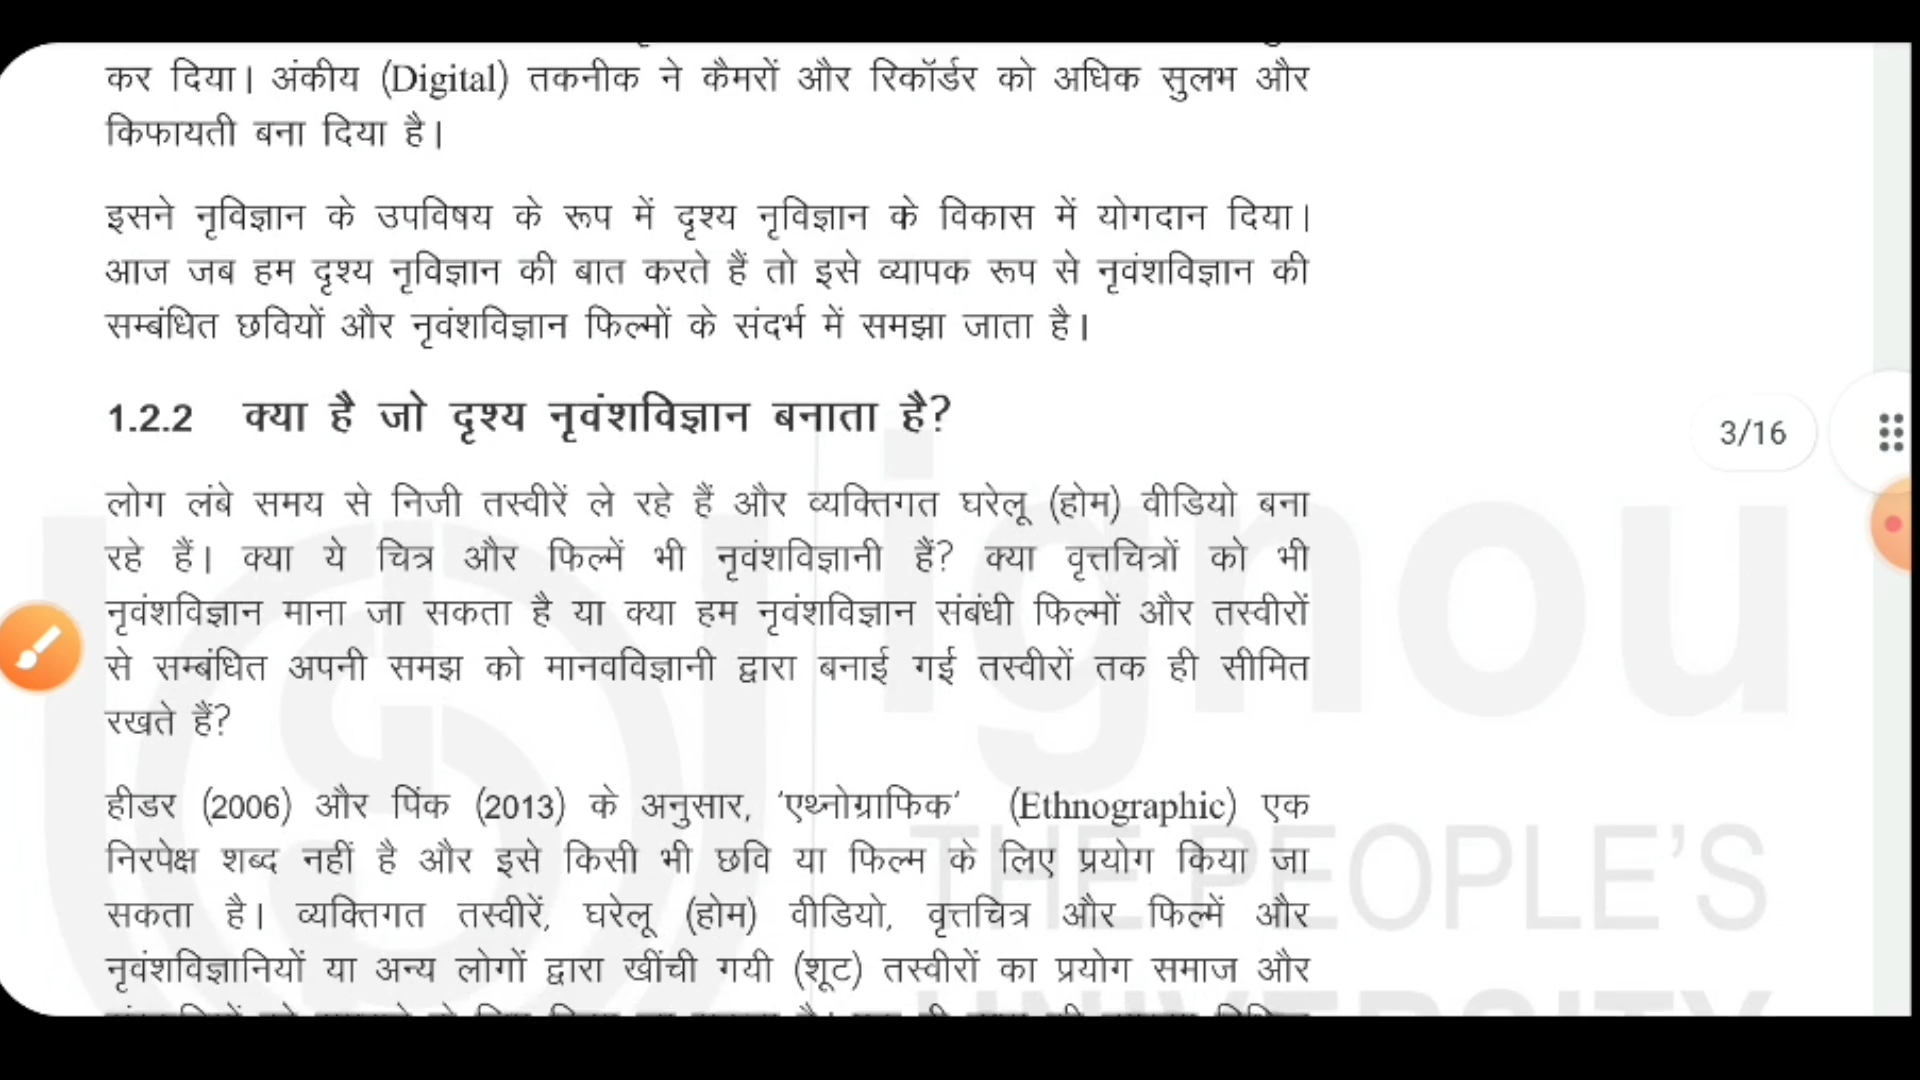 कर दिया। अंकीय (Digital) तकनीक ने कैमरों और रिकॉर्डर को अधिक सुलभ और
किफायती बना दिया है।
इसने नृविज्ञान के उपविषय के रूप में दृश्य नृविज्ञान के विकास में योगदान दिया।
आज जब हम दृश्य नृविज्ञान की बात करते हैं तो इसे व्यापक रूप से नृवंशविज्ञान की
सम्बंधित छवियों और नृवंशविज्ञान फिल्मों के संदर्भ में समझा जाता है।
1.2.2 क्या है जो दृश्य नृवंशविज्ञान बनाता है?
3/16
लोग लंबे समय से निजी तस्वीरें ले रहे हैं और व्यक्तिगत घरेलू (होम) वीडियो बना
रहे हैं। क्या ये चित्र और फिल्में भी नृवंशविज्ञानी हैं? क्या वृत्तचित्रों को भी
नृवंशविज्ञान माना जा सकता है या क्या हम नृवंशविज्ञान संबंधी फिल्मों और तस्वीरों
से सम्बंधित अपनी समझ को मानवविज्ञानी द्वारा बनाई गई तस्वीरों तक ही सीमित
रखते हैं?
हीडर (2006) और पिंक (2013) के अनुसार, 'एथ्नोग्राफिक' (Ethnographic) एक
निरपेक्ष शब्द नहीं है और इसे किसी भी छवि या फिल्म के लिए प्रयोग किया जा
सकता है। व्यक्तिगत तस्वीरें, घरेलू (होम) वीडियो, वृत्तचित्र और फिल्में और
नृवंशविज्ञानियों या अन्य लोगों द्वारा खींची गयी (शूट) तस्वीरों का प्रयोग समाज और
ignou
THE PEOPLE'S
UNIVERSITY